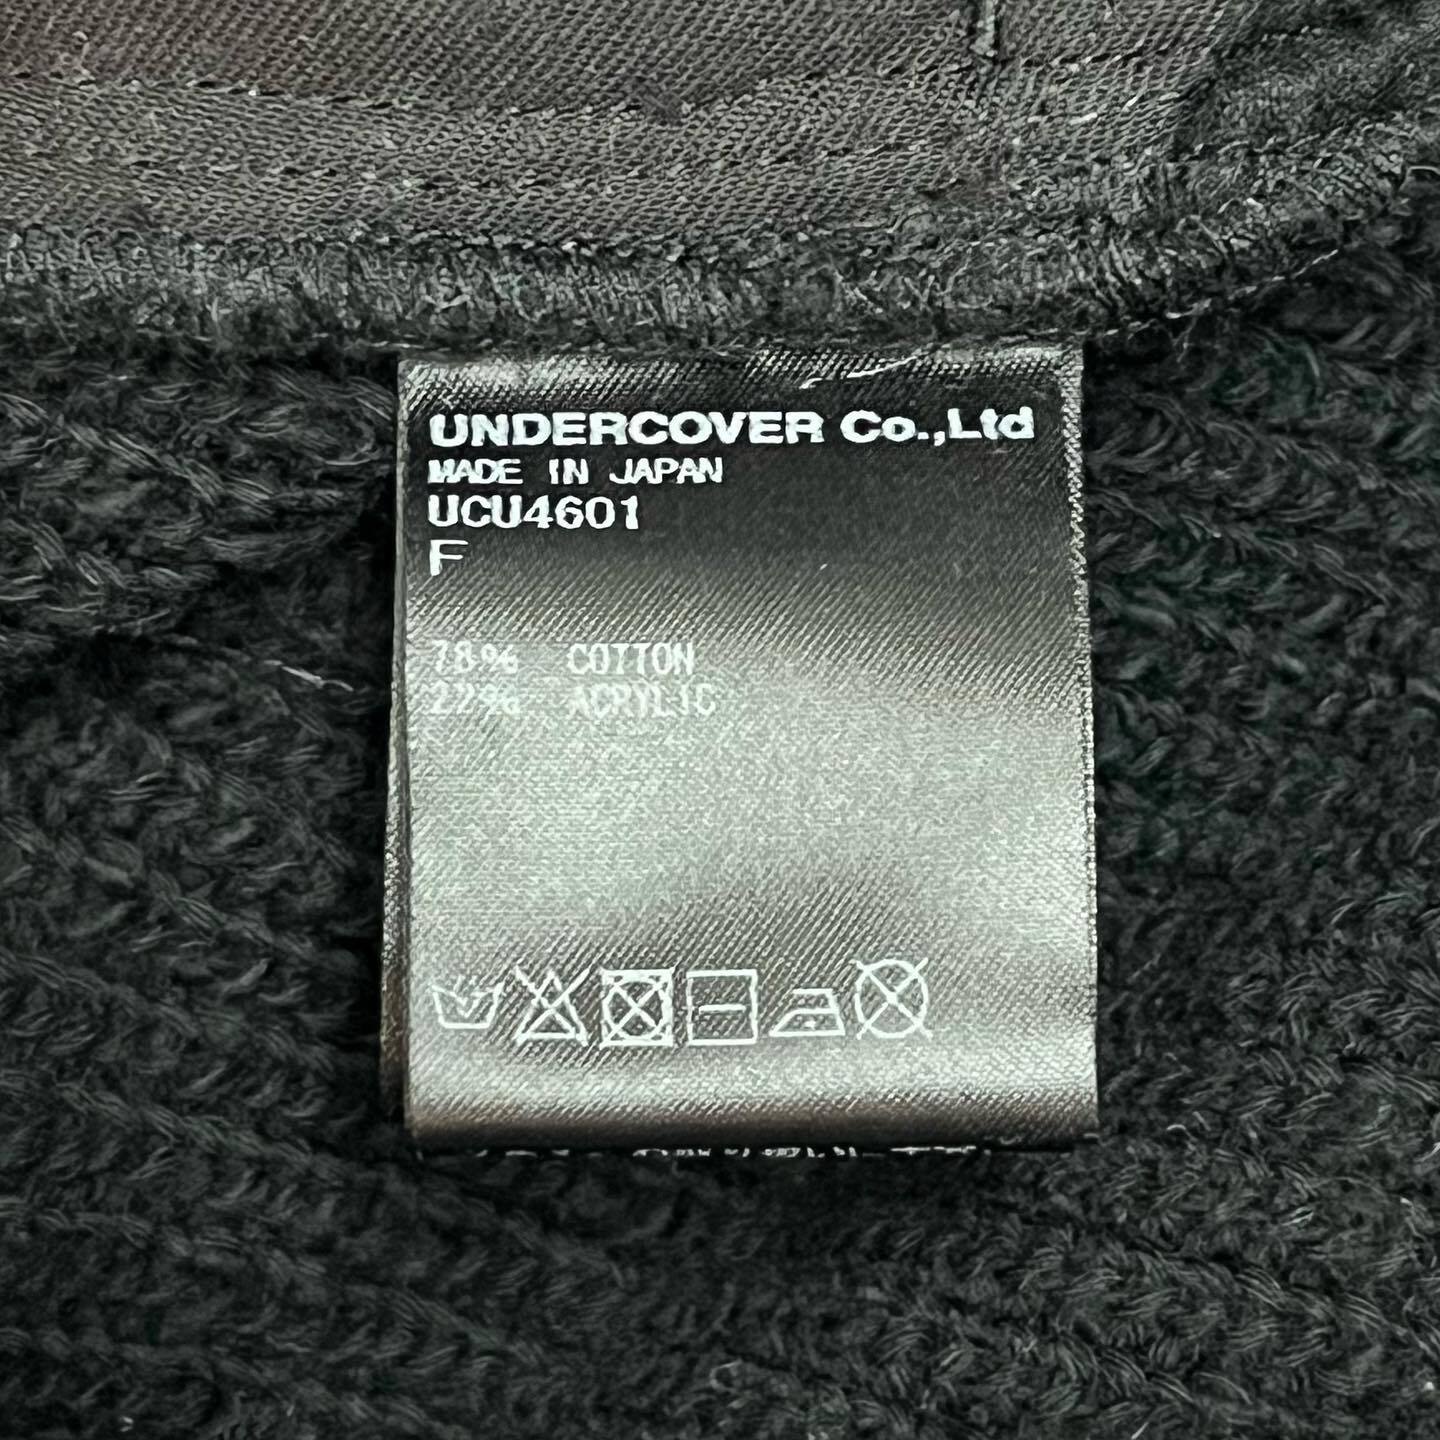 UNDERCOVER Co.,Ltd
MADE IN JAPAN
UCU4601
F
78% COTTON
22% ACRYLIC